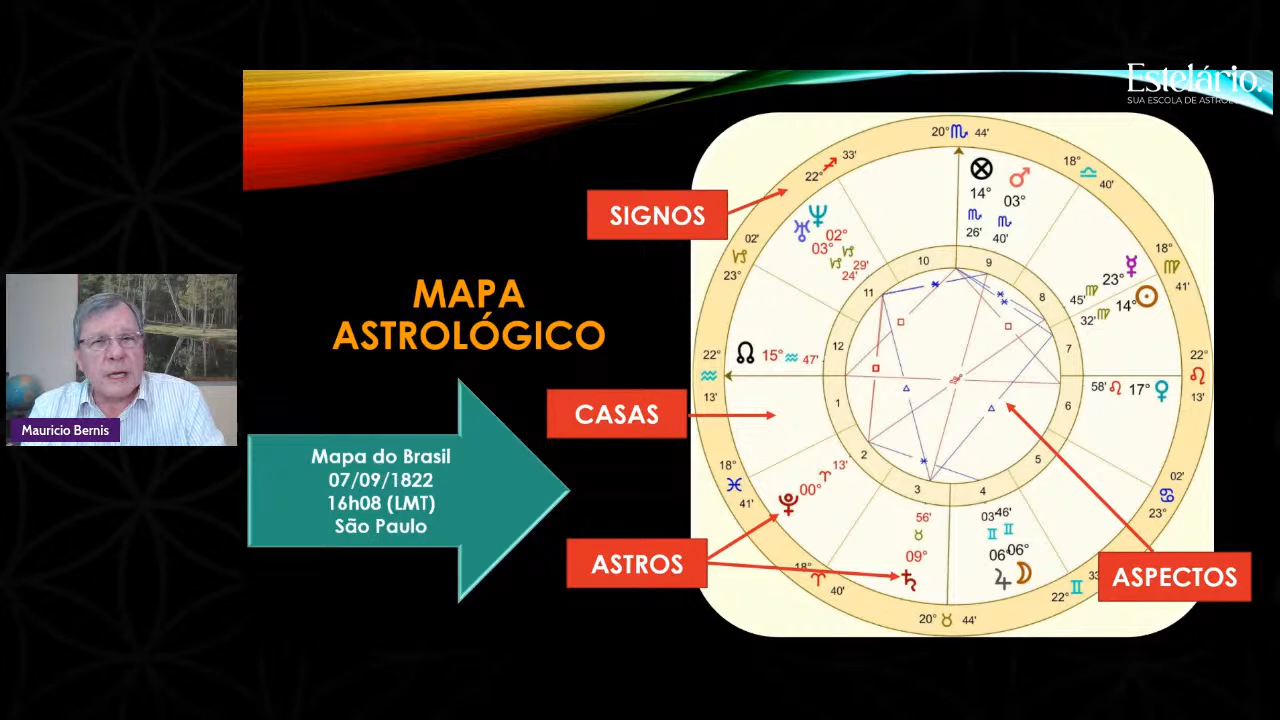 Estelário.
SUA ESCOLA DE ASTROL
SIGNOS
MAPA
ASTROLÓGICO
CASAS
Mauricio Bernis
Mapa do Brasil
07/09/1822
16h08 (LMT)
São Paulo
ASTROS
ASPECTOS
20° ♏ 44'
22° ♐ 33'
18° ♎ 40'
02' ♑ 23°
18° ♍ 41'
22° ♒ 13'
22° ♌ 13'
18° ♓ 41'
02' ♋ 23°
18° ♈ 40'
22° ♊ 33
20° ♉ 44'
⊗ 14° ♏ 26'
♂ 03° ♏ 40'
♆ 02° ♑ 29'
♅ 03° ♑ 24'
☿ 23° ♍ 45'
☉ 14° ♍ 32'
☊ 15° ♒ 47'
58' ♌ 17° ♀
♇ 00° ♈ 13'
56' ♉ 09° ♄
03 ♊ 06° ♃
46' ♊ 06° ☽
10
9
11
8
12
7
1
6
2
5
3
4